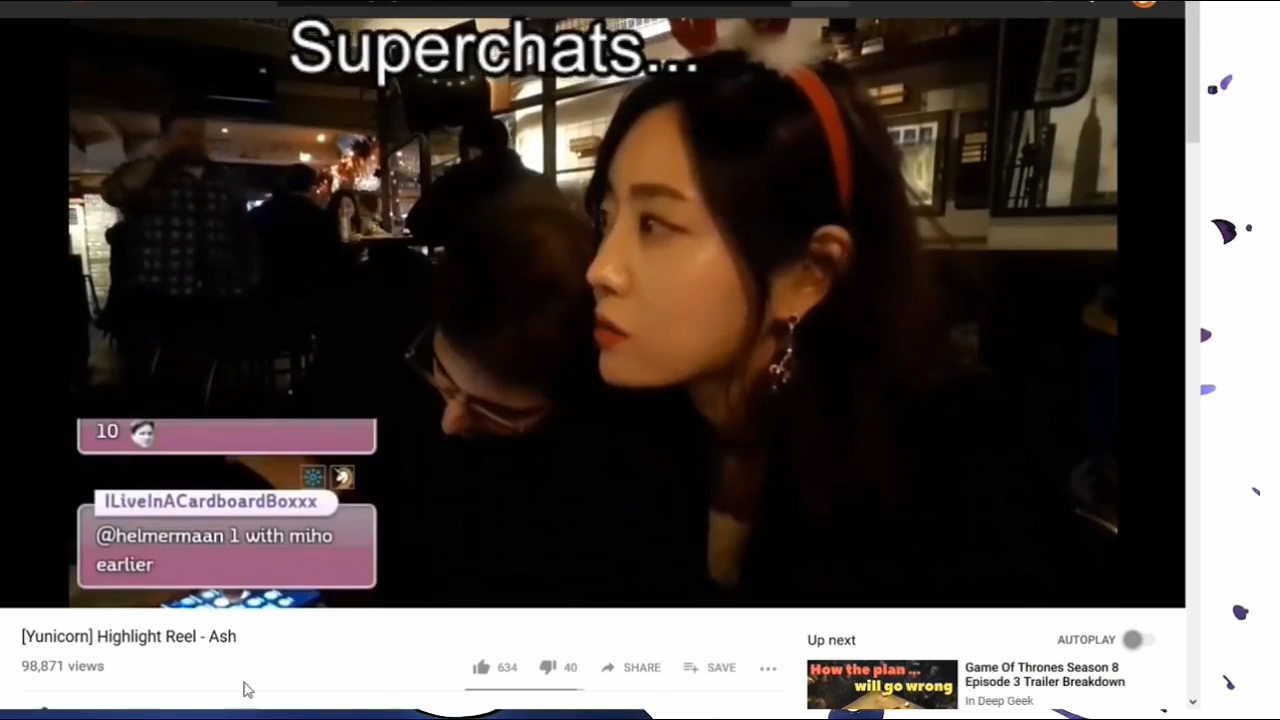 Superchats...
10
ILiveInACardboardBoxxx
@helmermaan 1 with miho
earlier
[Yunicorn] Highlight Reel - Ash
98,871 views
634
40
SHARE
SAVE
Up next
AUTOPLAY
How the plan ...
will go wrong
Game Of Thrones Season 8
Episode 3 Trailer Breakdown
In Deep Geek